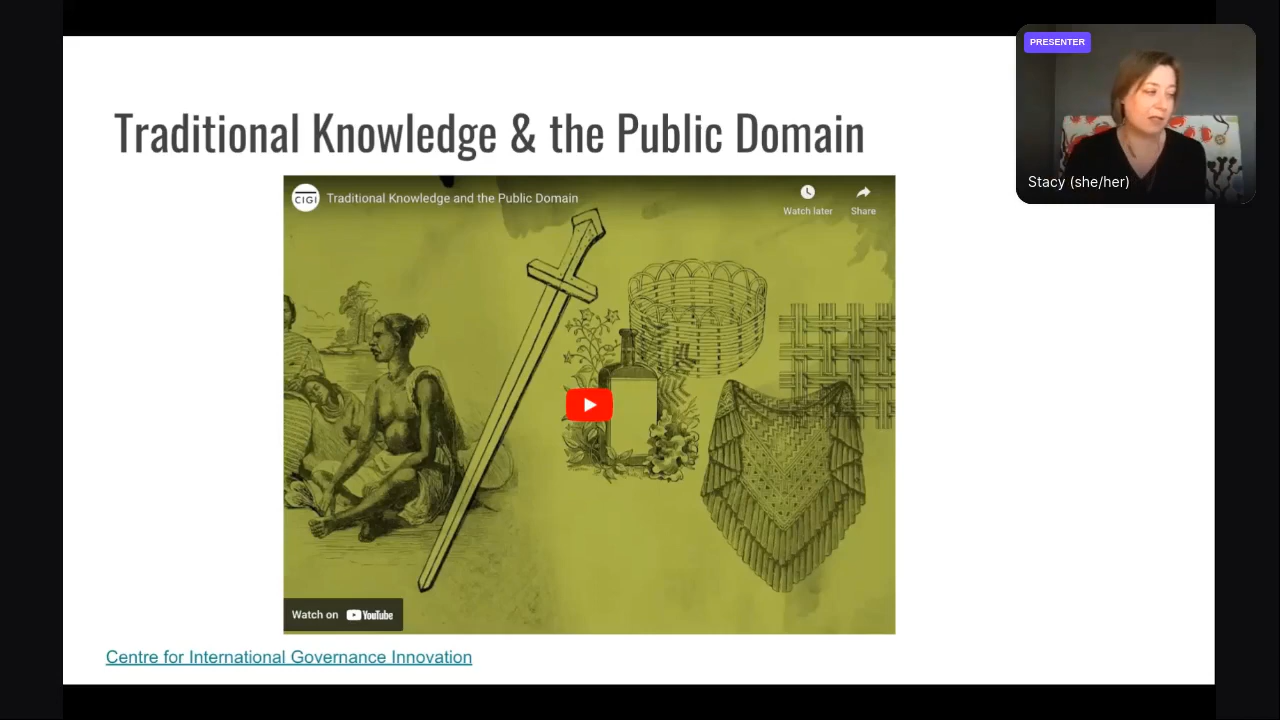 PRESENTER
Stacy (she/her)
Traditional Knowledge & the Public Domain
CIGI
Traditional Knowledge and the Public Domain
Watch later
Share
Watch on YouTube
Centre for International Governance Innovation